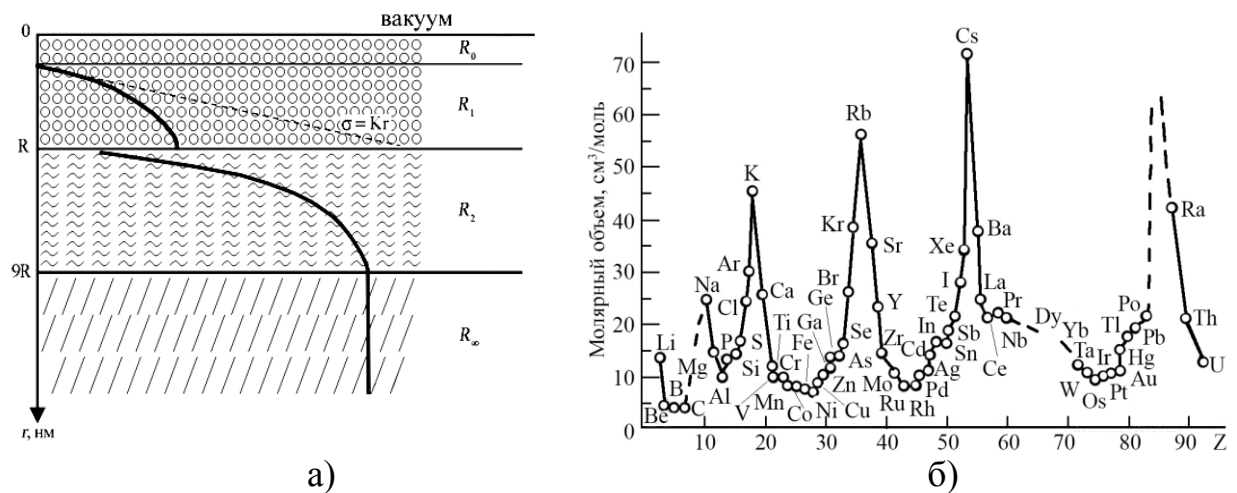 вакуум
0
R₀
R₁
σ = Kr
R
R₂
9R
R∞
r, нм
а)
Молярный объем, см³/моль
70
60
50
40
30
20
10
0
10 20 30 40 50 60 70 80 90 Z
Li
Be
B
C
Na
Mg
Al
P
Si
S
Cl
Ar
K
Ca
Ti
V
Cr
Mn
Fe
Co
Ni
Cu
Zn
Ga
Ge
As
Se
Br
Kr
Rb
Sr
Y
Zr
Nb
Mo
Ru
Rh
Pd
Ag
Cd
In
Sn
Sb
Te
I
Xe
Cs
Ba
La
Ce
Pr
Dy
Yb
Ta
W
Os
Ir
Pt
Au
Hg
Tl
Pb
Po
Ra
Th
U
б)